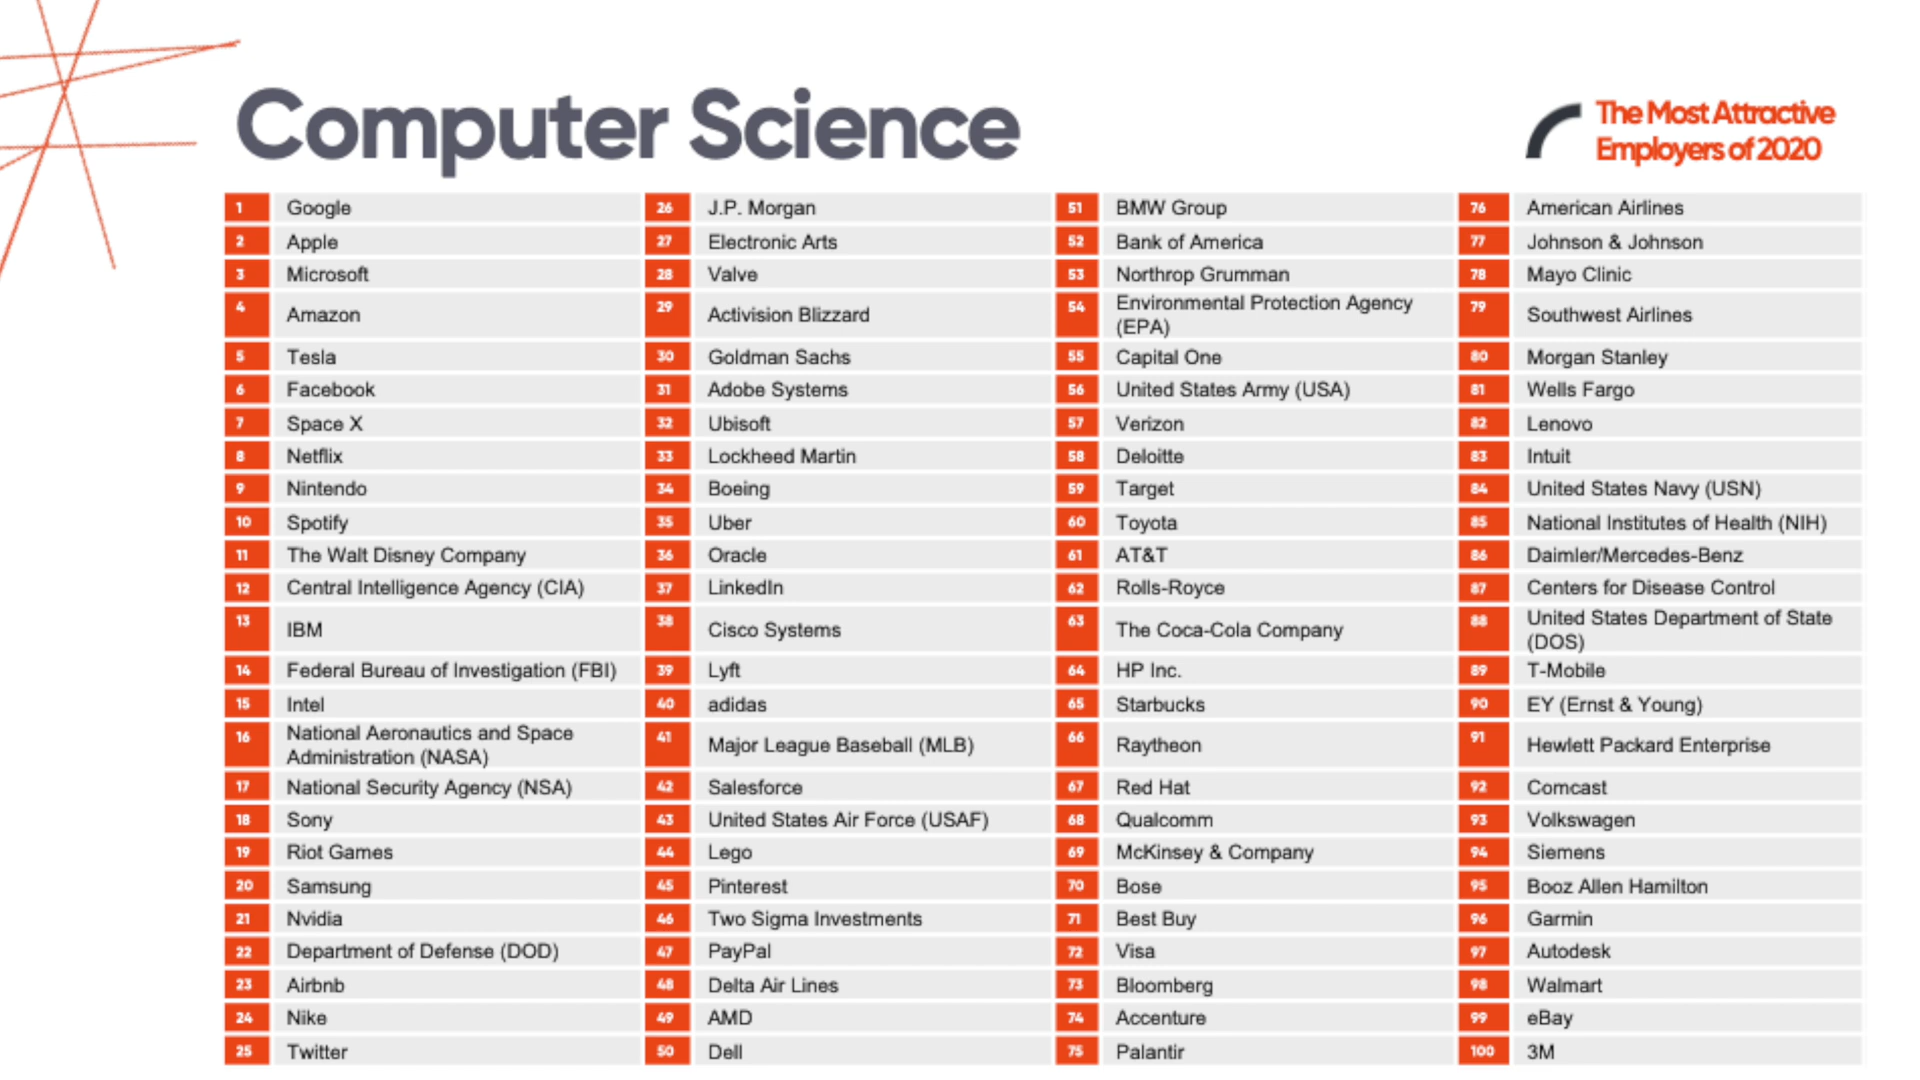 Computer Science
The Most Attractive
Employers of 2020
1 Google
2 Apple
3 Microsoft
4 Amazon
5 Tesla
6 Facebook
7 Space X
8 Netflix
9 Nintendo
10 Spotify
11 The Walt Disney Company
12 Central Intelligence Agency (CIA)
13 IBM
14 Federal Bureau of Investigation (FBI)
15 Intel
16 National Aeronautics and Space
Administration (NASA)
17 National Security Agency (NSA)
18 Sony
19 Riot Games
20 Samsung
21 Nvidia
22 Department of Defense (DOD)
23 Airbnb
24 Nike
25 Twitter
26 J.P. Morgan
27 Electronic Arts
28 Valve
29 Activision Blizzard
30 Goldman Sachs
31 Adobe Systems
32 Ubisoft
33 Lockheed Martin
34 Boeing
35 Uber
36 Oracle
37 LinkedIn
38 Cisco Systems
39 Lyft
40 adidas
41 Major League Baseball (MLB)
42 Salesforce
43 United States Air Force (USAF)
44 Lego
45 Pinterest
46 Two Sigma Investments
47 PayPal
48 Delta Air Lines
49 AMD
50 Dell
51 BMW Group
52 Bank of America
53 Northrop Grumman
54 Environmental Protection Agency
(EPA)
55 Capital One
56 United States Army (USA)
57 Verizon
58 Deloitte
59 Target
60 Toyota
61 AT&T
62 Rolls-Royce
63 The Coca-Cola Company
64 HP Inc.
65 Starbucks
66 Raytheon
67 Red Hat
68 Qualcomm
69 McKinsey & Company
70 Bose
71 Best Buy
72 Visa
73 Bloomberg
74 Accenture
75 Palantir
76 American Airlines
77 Johnson & Johnson
78 Mayo Clinic
79 Southwest Airlines
80 Morgan Stanley
81 Wells Fargo
82 Lenovo
83 Intuit
84 United States Navy (USN)
85 National Institutes of Health (NIH)
86 Daimler/Mercedes-Benz
87 Centers for Disease Control
88 United States Department of State
(DOS)
89 T-Mobile
90 EY (Ernst & Young)
91 Hewlett Packard Enterprise
92 Comcast
93 Volkswagen
94 Siemens
95 Booz Allen Hamilton
96 Garmin
97 Autodesk
98 Walmart
99 eBay
100 3M